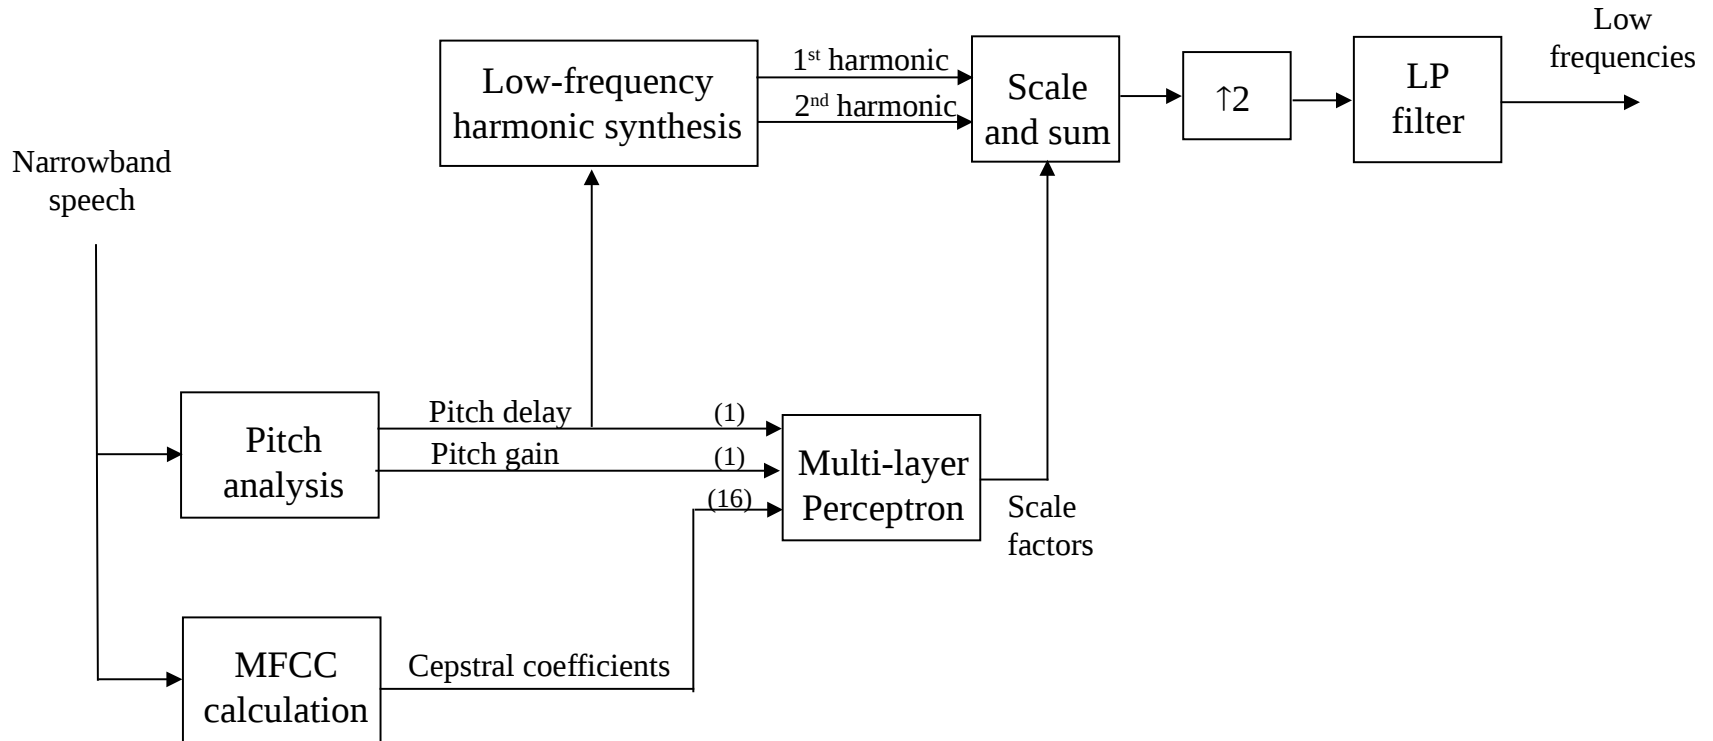 Low
frequencies
1st harmonic
Low-frequency
harmonic synthesis
2nd harmonic
Scale
and sum
↑2
LP
filter
Narrowband
speech
Pitch delay
(1)
Pitch
analysis
Pitch gain
(1)
Multi-layer
Perceptron
(16)
Scale
factors
MFCC
calculation
Cepstral coefficients